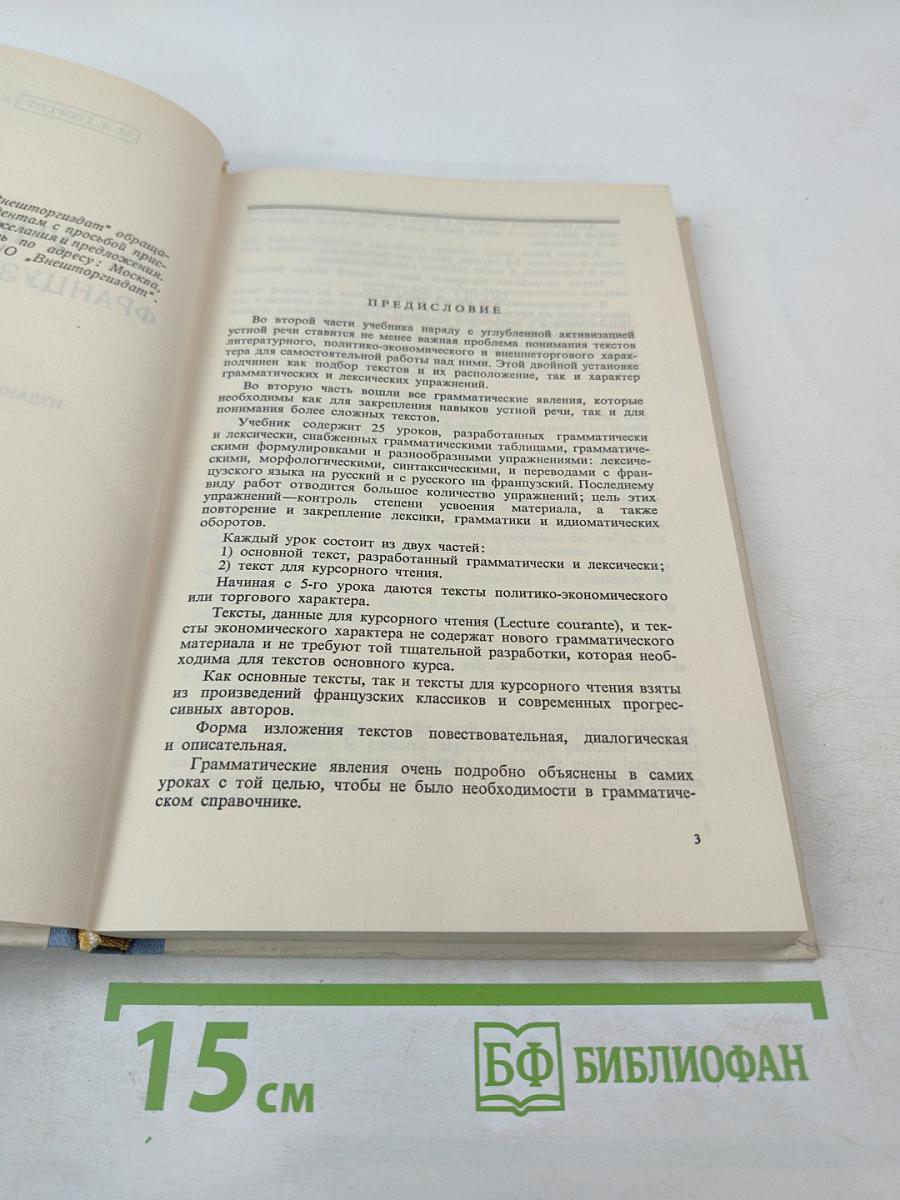 М. Я. ГЕОРГИУ
Внешторгиздат" обраща-
с просьбой прис-
желания и предложения.
по адресу: Москва,
"Внешторгиздат".
ПРЕДИСЛОВИЕ
Во второй части учебника наряду с углубленной активизацией
устной речи ставится не менее важная проблема понимания текстов
литературного, политико-экономического и внешнеторгового харак-
тера для самостоятельной работы над ними. Этой двойной установке
подчинен как подбор текстов и их расположение, так и характер
грамматических и лексических упражнений.
Во вторую часть вошли все грамматические явления, которые
необходимы как для закрепления навыков устной речи, так и для
понимания более сложных текстов.
Учебник содержит 25 уроков, разработанных грамматически
и лексически, снабженных грамматическими таблицами, грамматиче-
скими формулировками и разнообразными упражнениями: лексиче-
скими, морфологическими, синтаксическими, и переводами с фран-
цузского языка на русский и с русского на французский. Последнему
виду работ отводится большое количество упражнений; цель этих
упражнений—контроль степени усвоения материала, а также
повторение и закрепление лексики, грамматики и идиоматических
оборотов.
Каждый урок состоит из двух частей:
1) основной текст, разработанный грамматически и лексически;
2) текст для курсорного чтения.
Начиная с 5-го урока даются тексты политико-экономического
или торгового характера.
Тексты, данные для курсорного чтения (Lecture courante), и тек-
сты экономического характера не содержат нового грамматического
материала и не требуют той тщательной разработки, которая необ-
ходима для текстов основного курса.
Как основные тексты, так и тексты для курсорного чтения взяты
из произведений французских классиков и современных прогрес-
сивных авторов.
Форма изложения текстов повествовательная, диалогическая
и описательная.
Грамматические явления очень подробно объяснены в самих
уроках с той целью, чтобы не было необходимости в грамматиче-
ском справочнике.
3
15 см
БФ БИБЛИОФАН